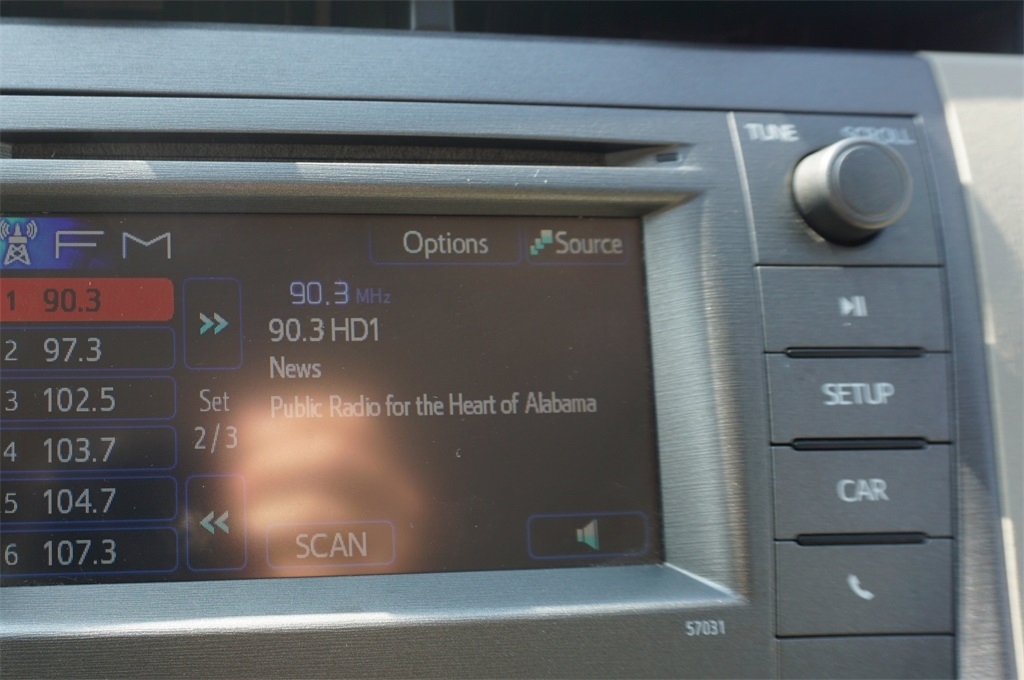 TUNE SCROLL
FM
Options
Source
1 90.3
2 97.3
3 102.5
4 103.7
5 104.7
6 107.3
Set
2/3
90.3 MHz
90.3 HD1
News
Public Radio for the Heart of Alabama
SCAN
SETUP
CAR
57031